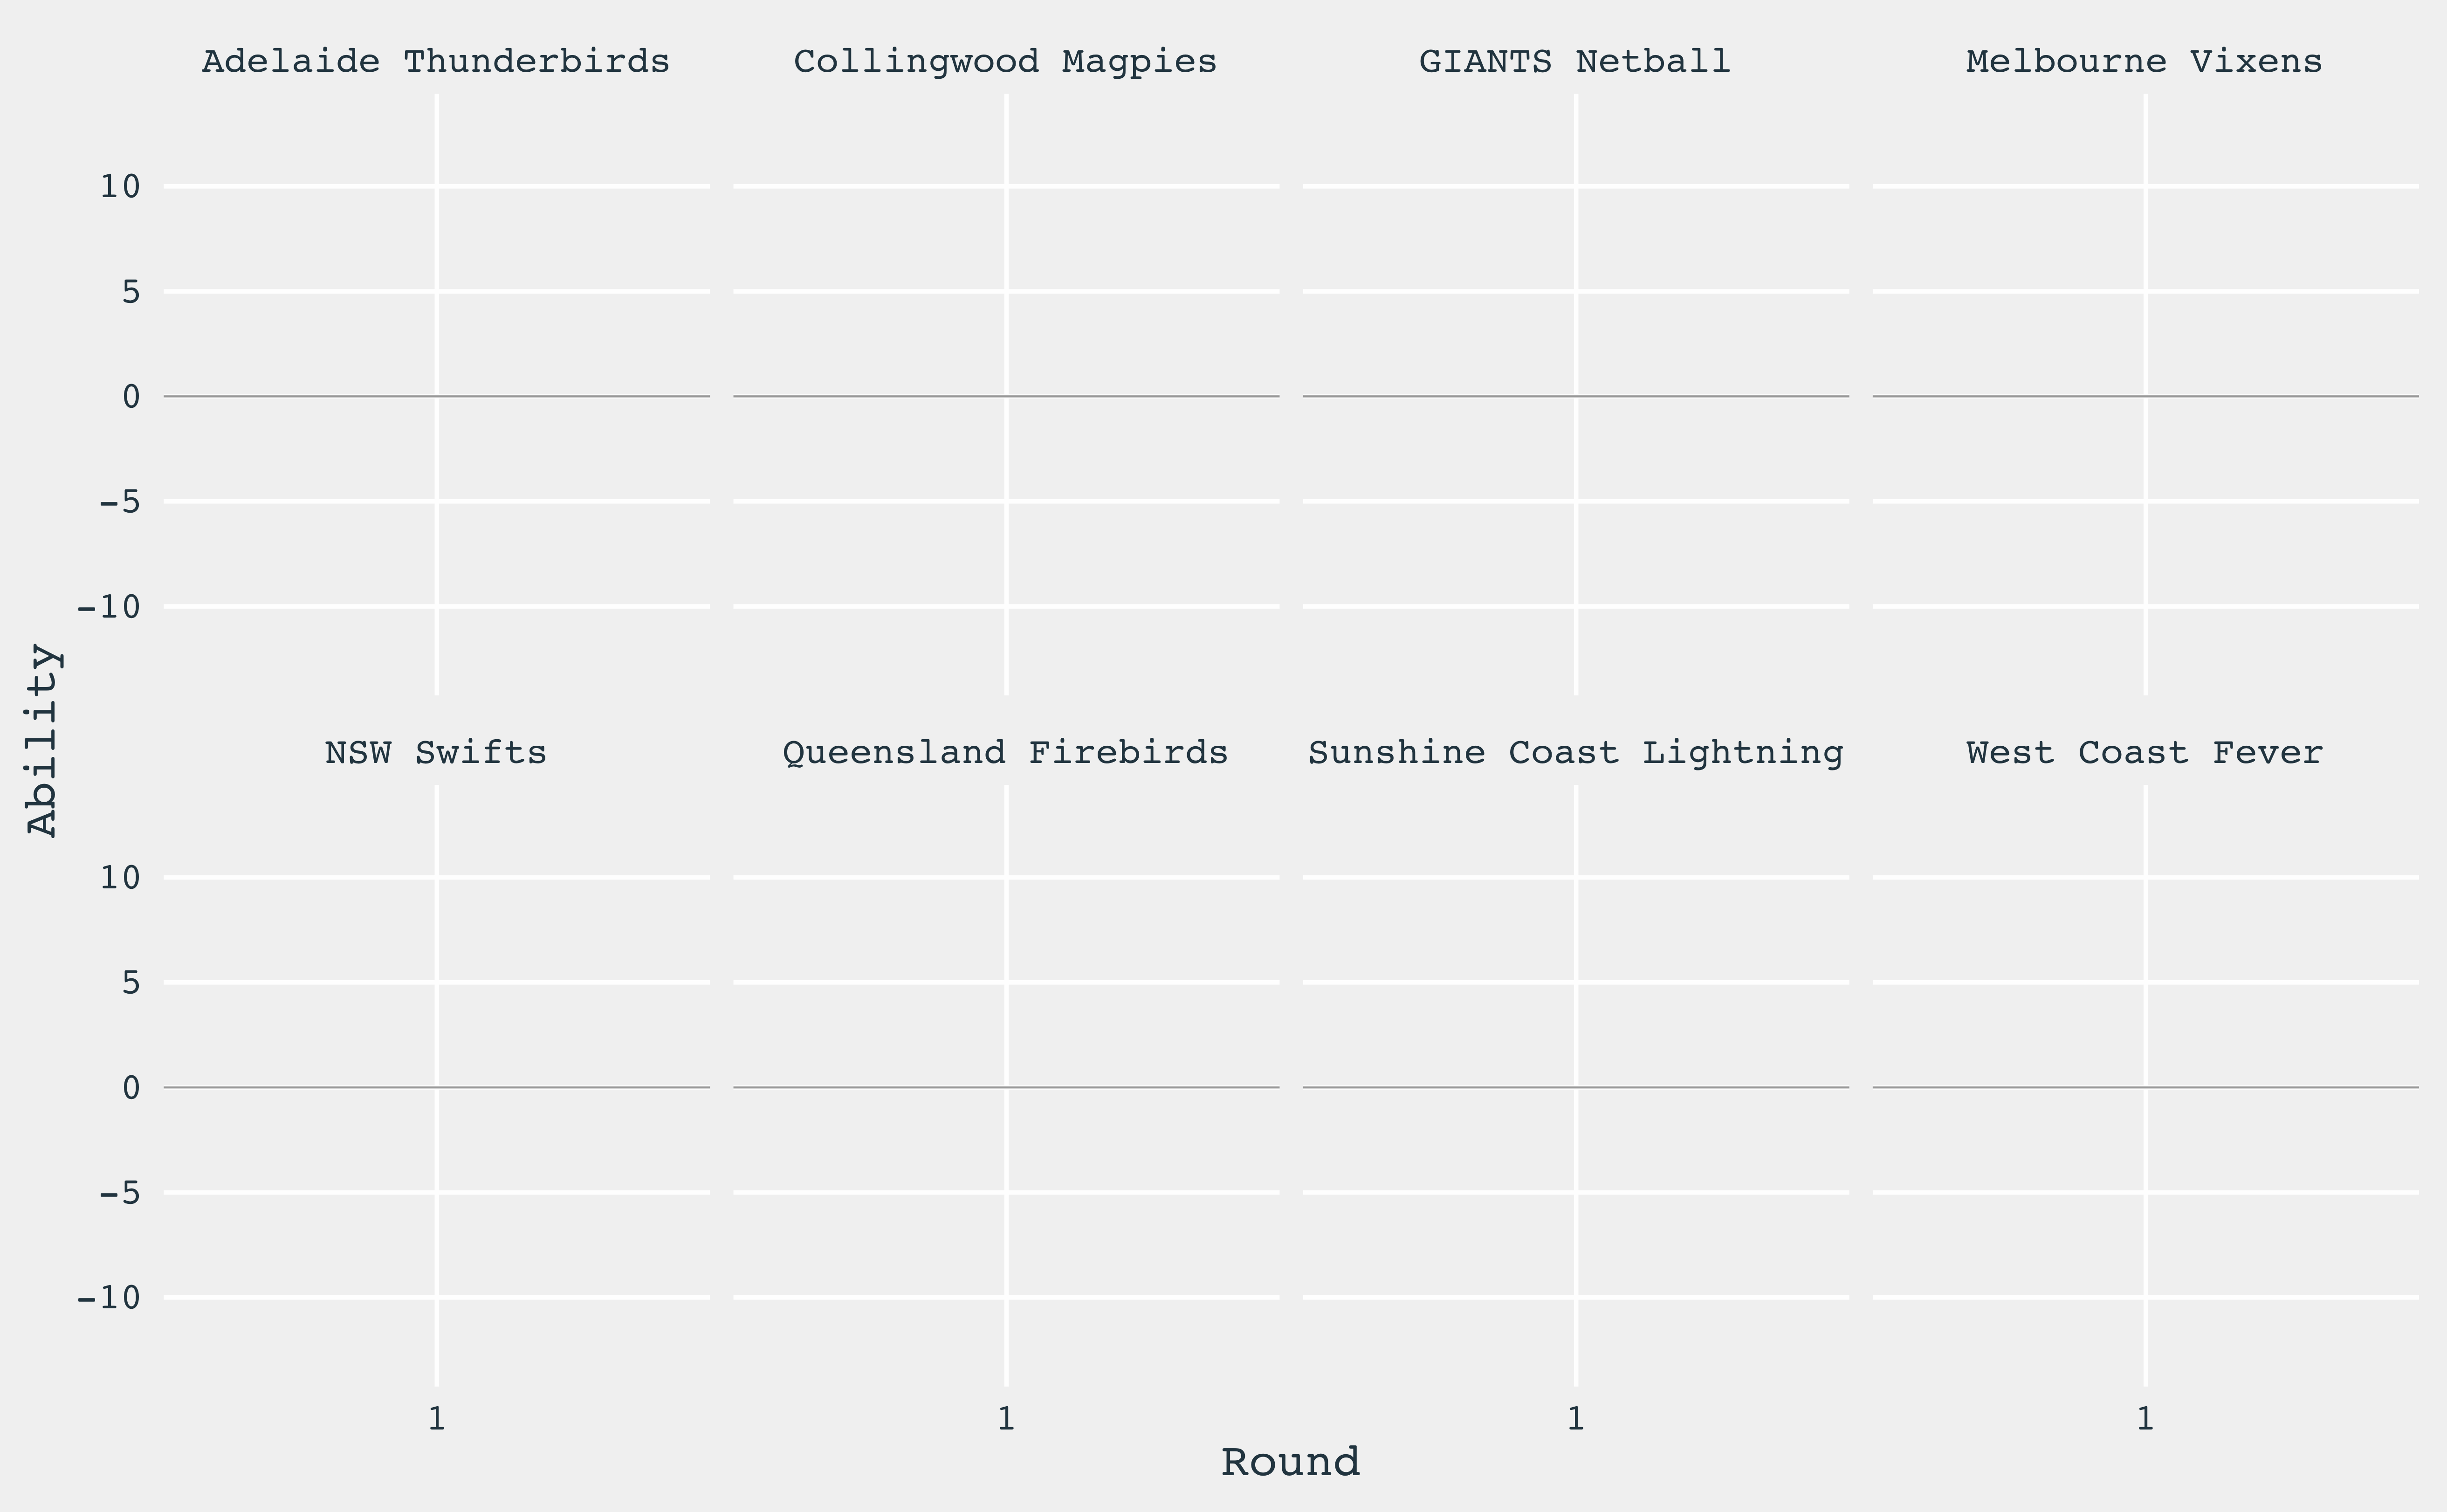 Adelaide Thunderbirds
Collingwood Magpies
GIANTS Netball
Melbourne Vixens
10
5
0
-5
-10
Ability
NSW Swifts
Queensland Firebirds
Sunshine Coast Lightning
West Coast Fever
10
5
0
-5
-10
1
1
1
1
Round